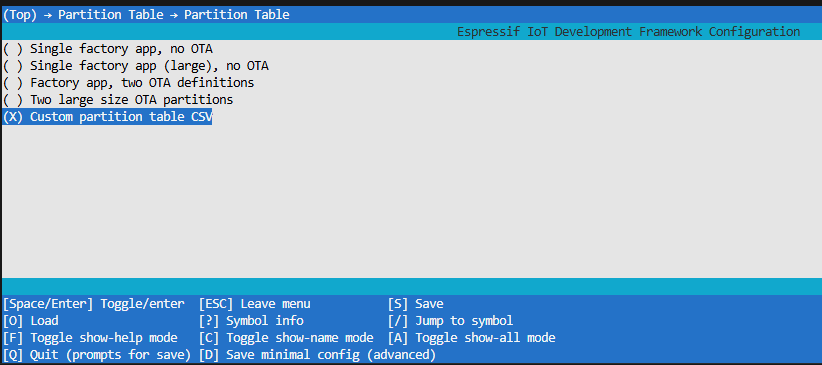 (Top) → Partition Table → Partition Table
Espressif IoT Development Framework Configuration
( ) Single factory app, no OTA
( ) Single factory app (large), no OTA
( ) Factory app, two OTA definitions
( ) Two large size OTA partitions
(X) Custom partition table CSV
[Space/Enter] Toggle/enter [ESC] Leave menu [S] Save
[O] Load [?] Symbol info [/] Jump to symbol
[F] Toggle show-help mode [C] Toggle show-name mode [A] Toggle show-all mode
[Q] Quit (prompts for save) [D] Save minimal config (advanced)